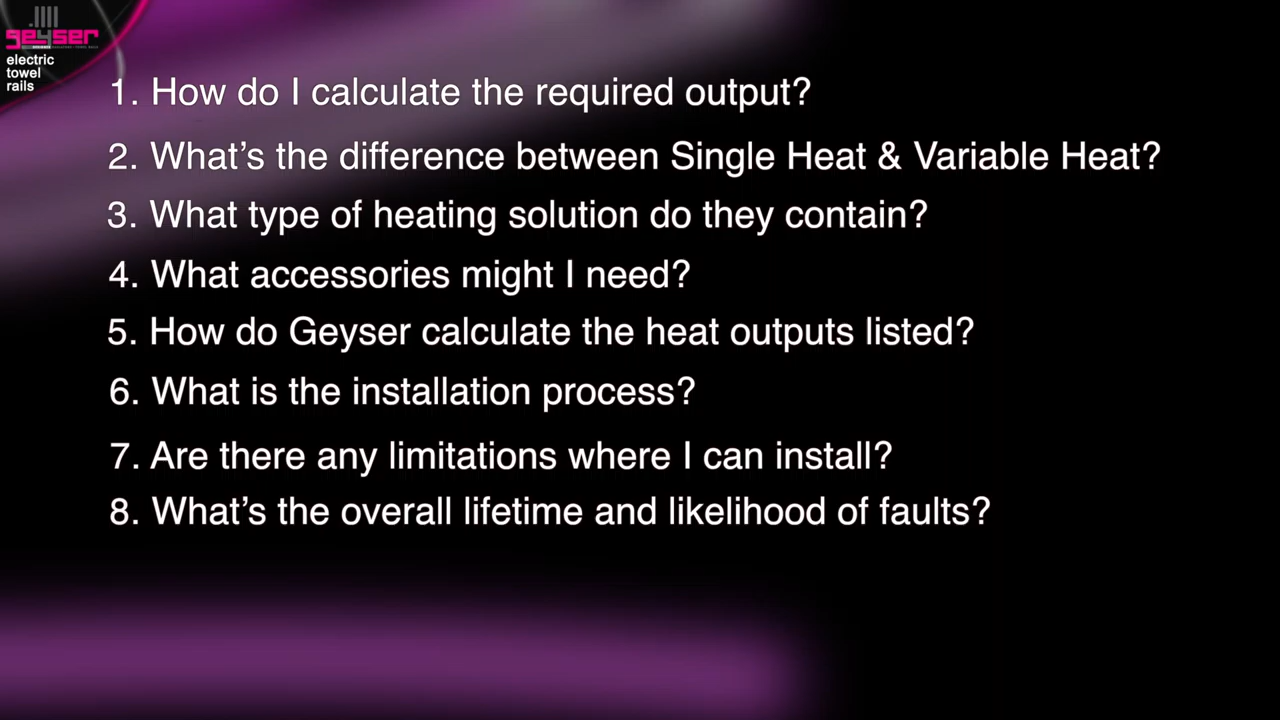 geyser
electric
towel
rails
1. How do I calculate the required output?
2. What's the difference between Single Heat & Variable Heat?
3. What type of heating solution do they contain?
4. What accessories might I need?
5. How do Geyser calculate the heat outputs listed?
6. What is the installation process?
7. Are there any limitations where I can install?
8. What's the overall lifetime and likelihood of faults?